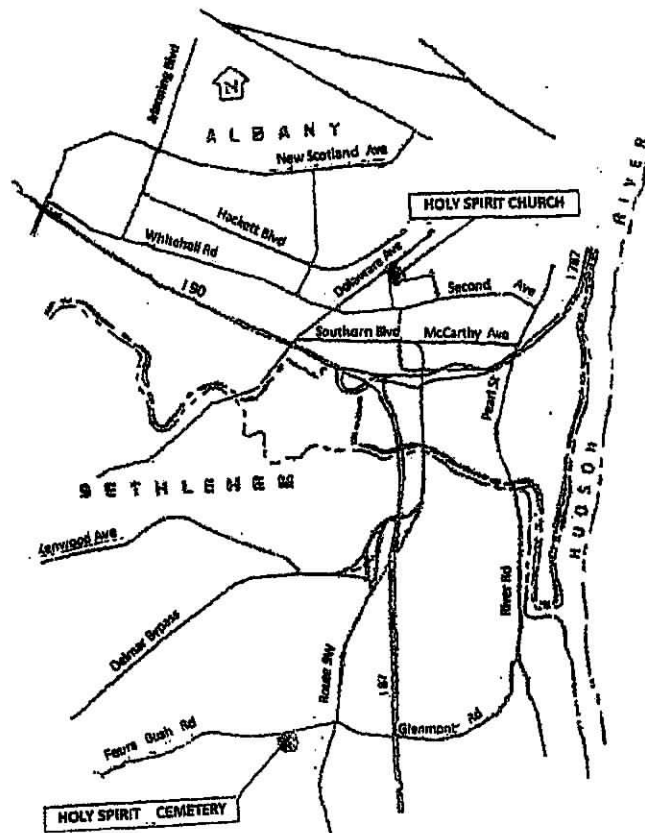 Manning Blvd
N
ALBANY
New Scotland Ave
HOLY SPIRIT CHURCH
RIVER
Hackett Blvd
Whitehall Rd
Delaware Ave
I 787
I 90
Second Ave
Southern Blvd
McCarthy Ave
Pearl St
HUDSON
BETHLEHEM
Kenwood Ave
River Rd
Delmar Bypass
Route 9W
I 87
Feura Bush Rd
Glenmont Rd
HOLY SPIRIT CEMETERY